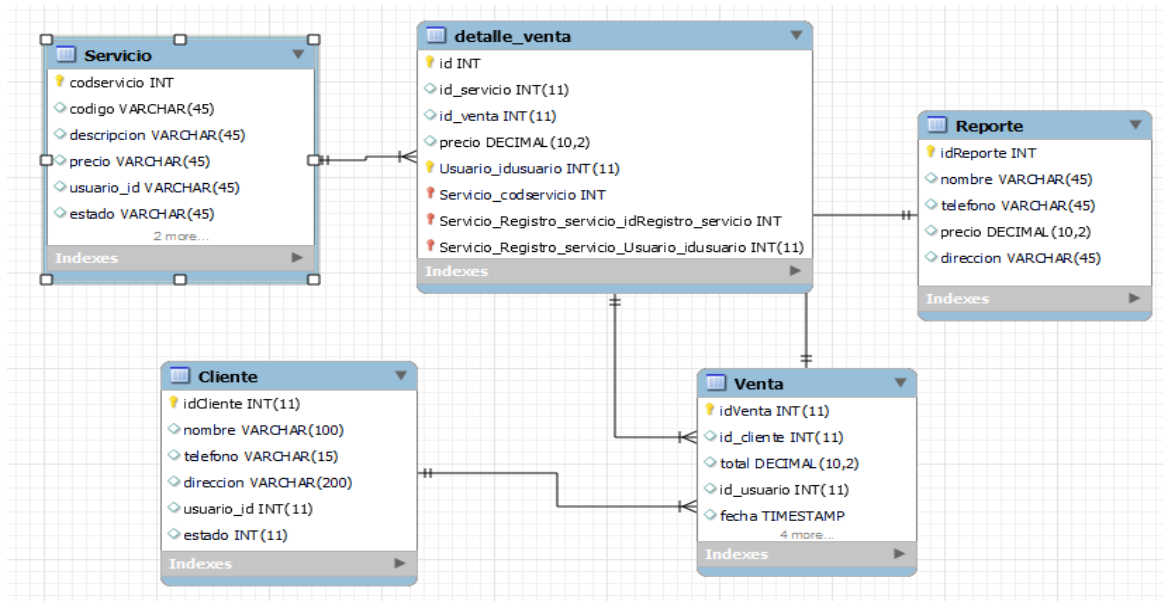 Servicio
codservicio INT
codigo VARCHAR(45)
descripcion VARCHAR(45)
precio VARCHAR(45)
usuario_id VARCHAR(45)
estado VARCHAR(45)
2 more...
Indexes
detalle_venta
id INT
id_servicio INT(11)
id_venta INT(11)
precio DECIMAL(10,2)
Usuario_idusuario INT(11)
Servicio_codservicio INT
Servicio_Registro_servicio_idRegistro_servicio INT
Servicio_Registro_servicio_Usuario_idusuario INT(11)
Indexes
Reporte
idReporte INT
nombre VARCHAR(45)
telefono VARCHAR(45)
precio DECIMAL(10,2)
direccion VARCHAR(45)
Indexes
Cliente
idCliente INT(11)
nombre VARCHAR(100)
telefono VARCHAR(15)
direccion VARCHAR(200)
usuario_id INT(11)
estado INT(11)
Indexes
Venta
idVenta INT(11)
id_cliente INT(11)
total DECIMAL(10,2)
id_usuario INT(11)
fecha TIMESTAMP
4 more...
Indexes